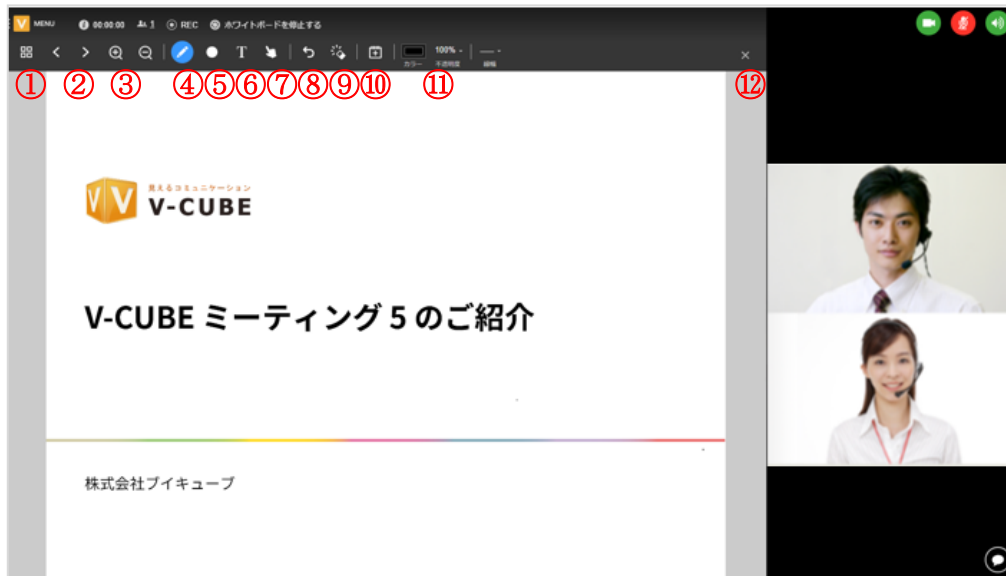 V MENU 00:00:00 1 REC ホワイトボードを停止する
T 100%
カラー 不透明度 線幅
① ② ③ ④ ⑤ ⑥ ⑦ ⑧ ⑨ ⑩ ⑪ ⑫
VV 見えるコミュニケーション
V-CUBE
V-CUBE ミーティング 5 のご紹介
株式会社ブイキューブ